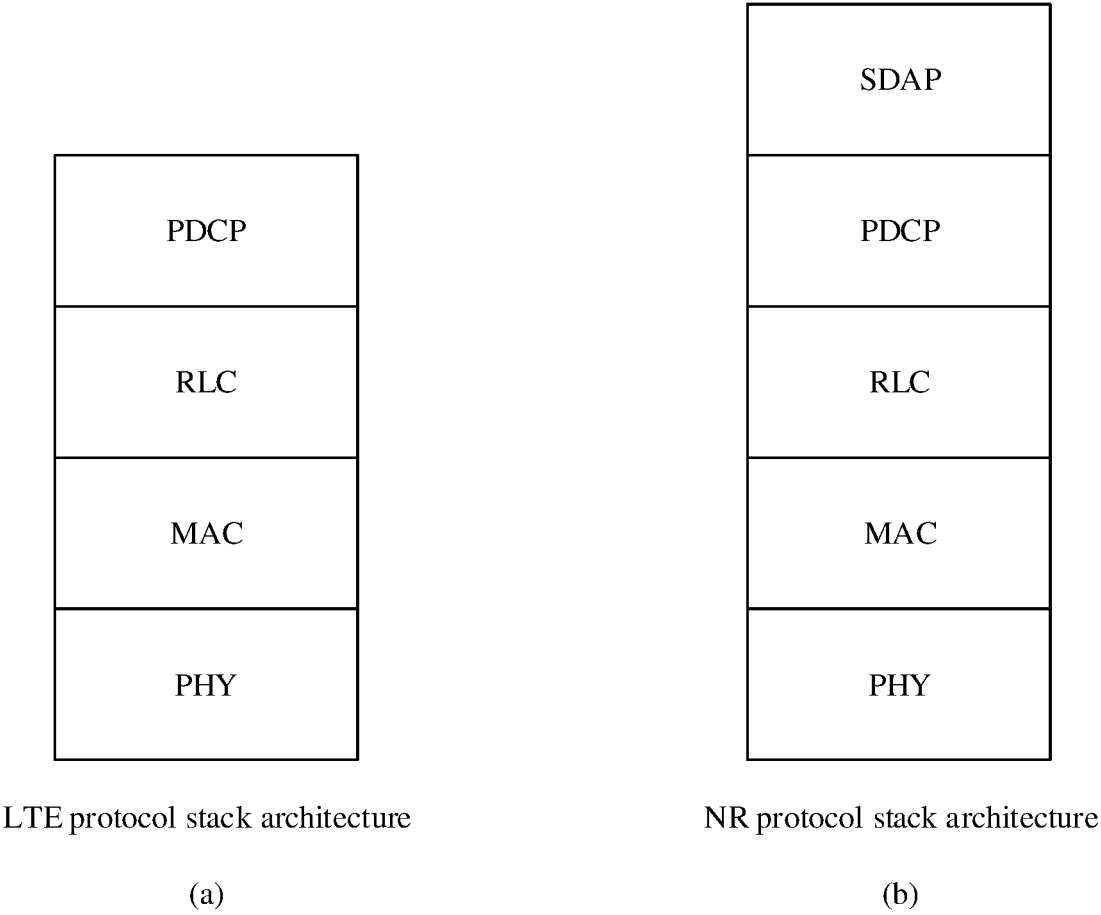 PDCP
RLC
MAC
PHY
LTE protocol stack architecture
(a)
SDAP
PDCP
RLC
MAC
PHY
NR protocol stack architecture
(b)